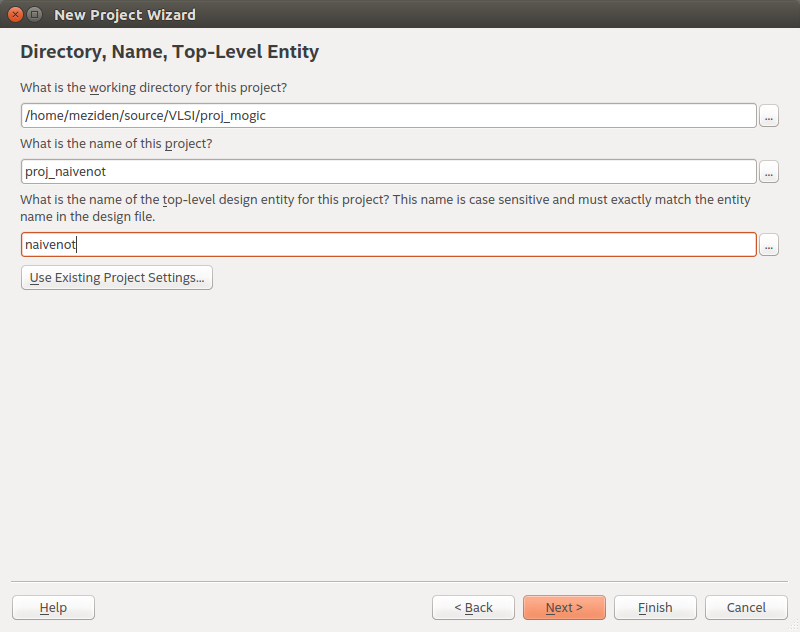 New Project Wizard
Directory, Name, Top-Level Entity
What is the working directory for this project?
/home/meziden/source/VLSI/proj_mogic
...
What is the name of this project?
proj_naivenot
...
What is the name of the top-level design entity for this project? This name is case sensitive and must exactly match the entity
name in the design file.
naivenot
...
Use Existing Project Settings...
Help
< Back
Next >
Finish
Cancel